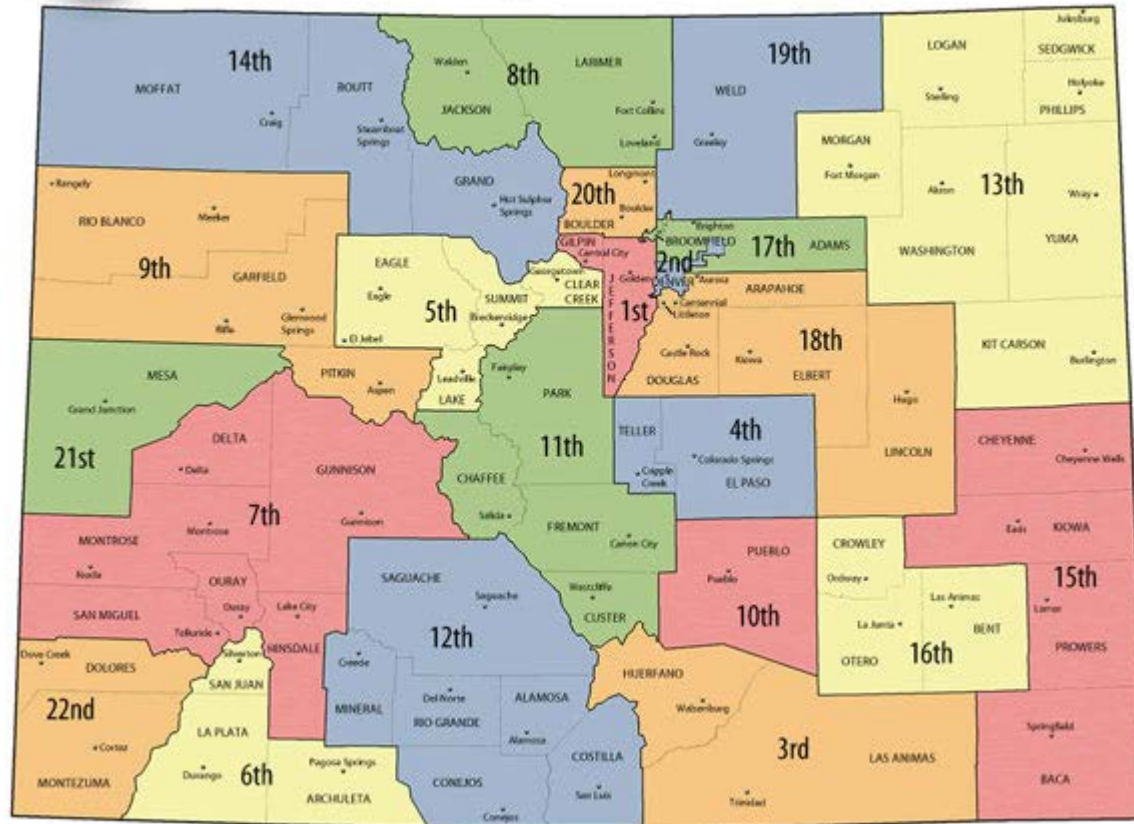 14th
MOFFAT
ROUTT
Craig
Steamboat
Springs
8th
LARIMER
Walden
JACKSON
Fort Collins
Loveland
19th
WELD
Greeley
LOGAN
Sterling
Julesburg
SEDGWICK
Holyoke
PHILLIPS
MORGAN
Fort Morgan
13th
Akron
Wray
WASHINGTON
YUMA
KIT CARSON
Burlington
GRAND
Hot Sulphur
Springs
Longmont
20th
Boulder
BOULDER
Rangely
RIO BLANCO
Meeker
9th
GARFIELD
Rifle
Glenwood
Springs
PITKIN
Aspen
EAGLE
Eagle
5th
SUMMIT
Breckenridge
El Jebel
Georgetown
CLEAR
CREEK
Leadville
LAKE
GILPIN
Central City
Golden
1st
JEFFERSON
Brighton
BROOMFIELD
17th
ADAMS
2nd
DENVER
Aurora
ARAPAHOE
Centennial
Littleton
18th
Castle Rock
DOUGLAS
Kiowa
ELBERT
Hugo
LINCOLN
MESA
Grand Junction
21st
DELTA
Delta
GUNNISON
7th
Gunnison
MONTROSE
Montrose
Nucla
OURAY
Ouray
SAN MIGUEL
Telluride
Lake City
HINSDALE
Fairplay
PARK
11th
CHAFFEE
Salida
FREMONT
Canon City
Westcliffe
CUSTER
TELLER
4th
Colorado Springs
Cripple
Creek
EL PASO
CHEYENNE
Cheyenne Wells
Eads
KIOWA
15th
Lamar
PROWERS
Springfield
BACA
PUEBLO
Pueblo
10th
CROWLEY
Ordway
Las Animas
La Junta
BENT
OTERO
16th
Dove Creek
DOLORES
22nd
Cortez
MONTEZUMA
Silverton
SAN JUAN
LA PLATA
Durango
6th
Pagosa Springs
ARCHULETA
SAGUACHE
Saguache
12th
Creede
MINERAL
Del Norte
RIO GRANDE
ALAMOSA
Alamosa
CONEJOS
Conejos
COSTILLA
San Luis
HUERFANO
Walsenburg
3rd
LAS ANIMAS
Trinidad